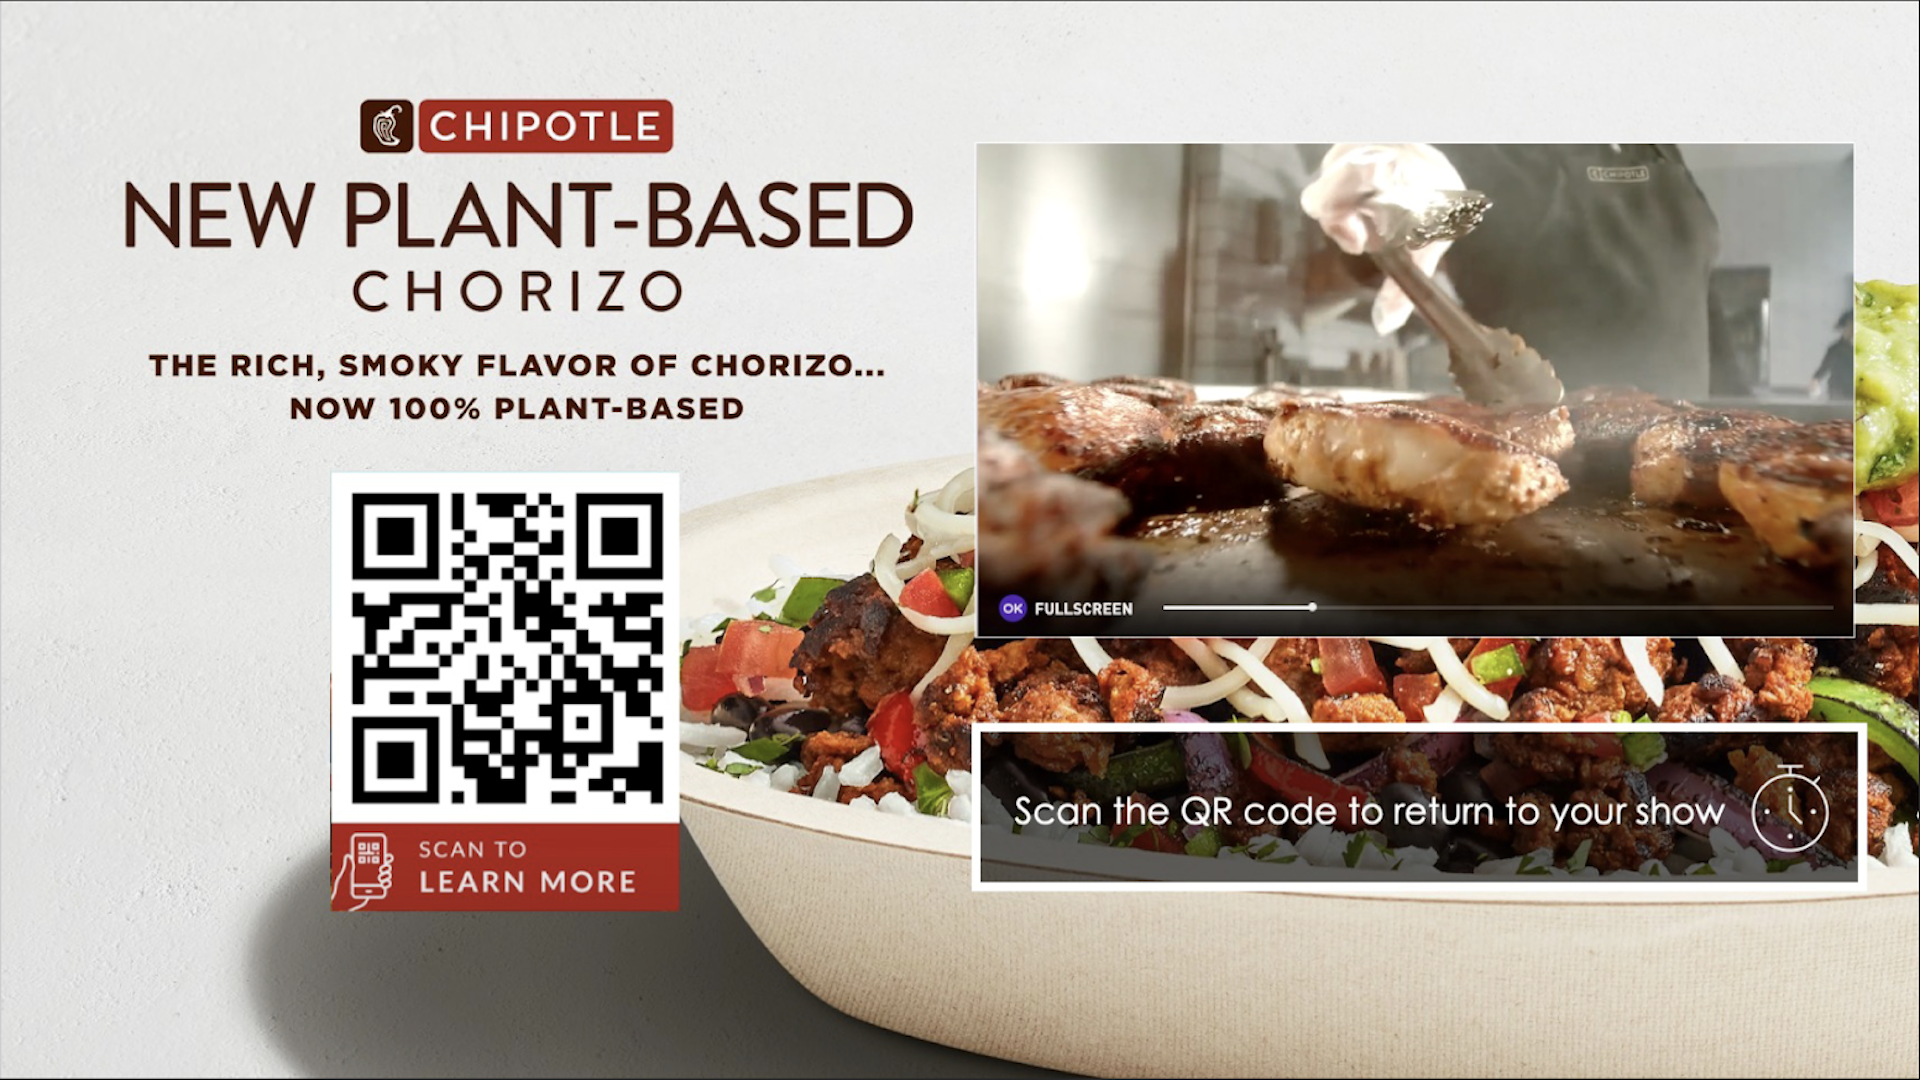 CHIPOTLE
NEW PLANT-BASED
CHORIZO
THE RICH, SMOKY FLAVOR OF CHORIZO...
NOW 100% PLANT-BASED
SCAN TO
LEARN MORE
CHIPOTLE
OK FULLSCREEN
Scan the QR code to return to your show